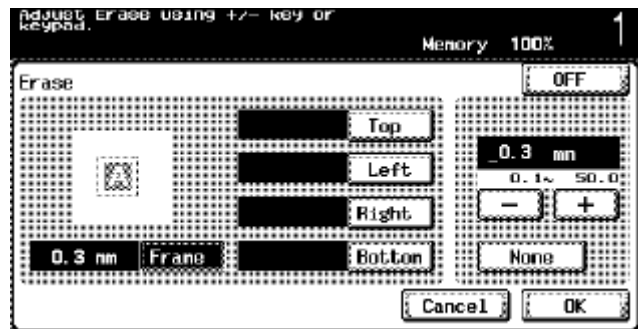 Adjust Erase using +/- key or
keypad.
Memory 100% 1
Erase OFF
Top
Left
Right
0.3 mm Frame Bottom
_0.3 mm
0.1~ 50.0
- +
None
Cancel OK